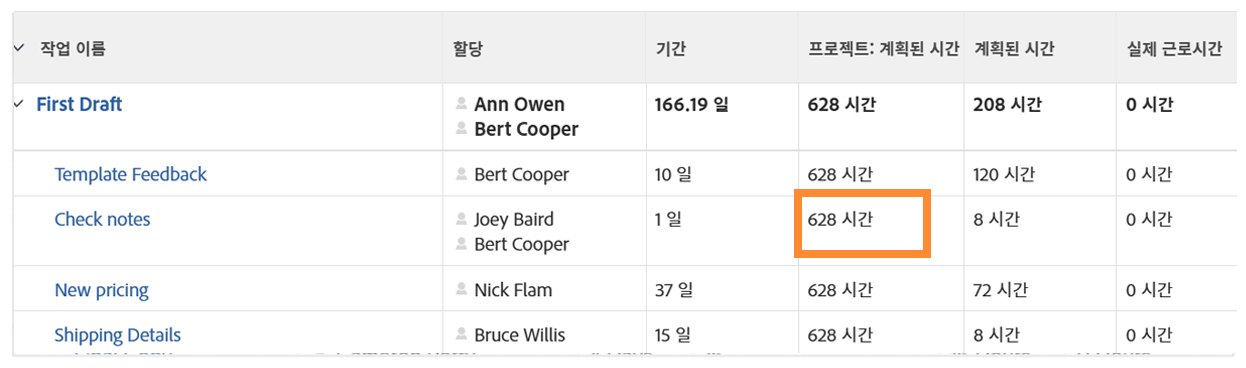 작업 이름 할당 기간 프로젝트: 계획된 시간 계획된 시간 실제 근로시간
First Draft Ann Owen 166.19 일 628 시간 208 시간 0 시간
Bert Cooper
Template Feedback Bert Cooper 10 일 628 시간 120 시간 0 시간
Check notes Joey Baird 1 일 628 시간 8 시간 0 시간
Bert Cooper
New pricing Nick Flam 37 일 628 시간 72 시간 0 시간
Shipping Details Bruce Willis 15 일 628 시간 8 시간 0 시간